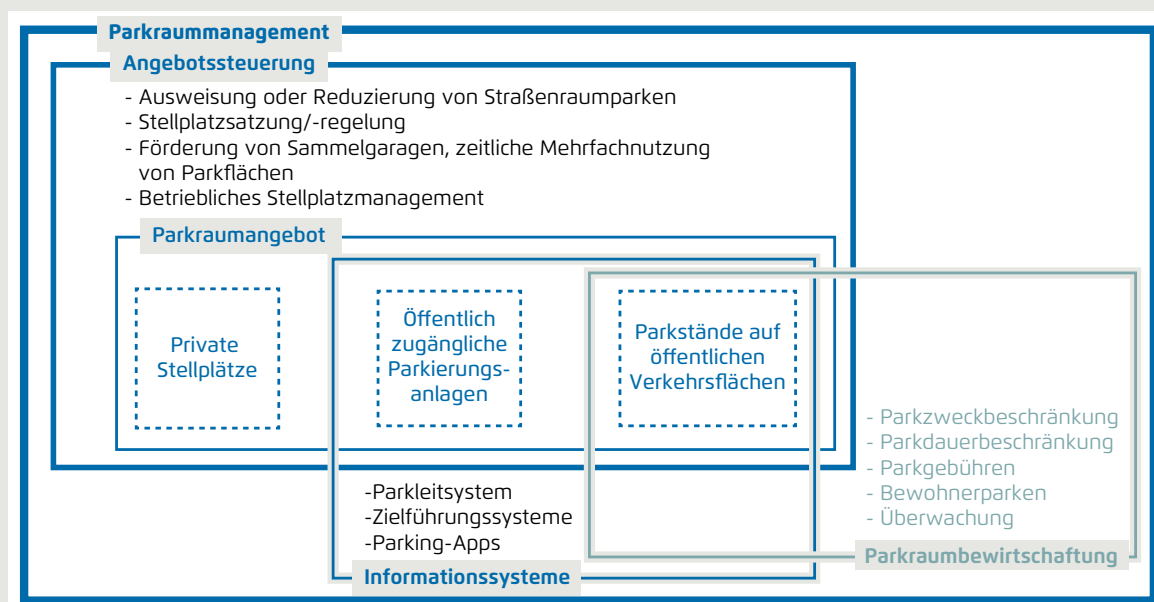 Parkraummanagement
Angebotssteuerung
- Ausweisung oder Reduzierung von Straßenraumparken
- Stellplatzsatzung/-regelung
- Förderung von Sammelgaragen, zeitliche Mehrfachnutzung
von Parkflächen
- Betriebliches Stellplatzmanagement
Parkraumangebot
Private
Stellplätze
Öffentlich
zugängliche
Parkierungs-
anlagen
Parkstände auf
öffentlichen
Verkehrsflächen
- Parkzweckbeschränkung
- Parkdauerbeschränkung
- Parkgebühren
- Bewohnerparken
- Überwachung
Parkraumbewirtschaftung
-Parkleitsystem
-Zielführungssysteme
-Parking-Apps
Informationssysteme